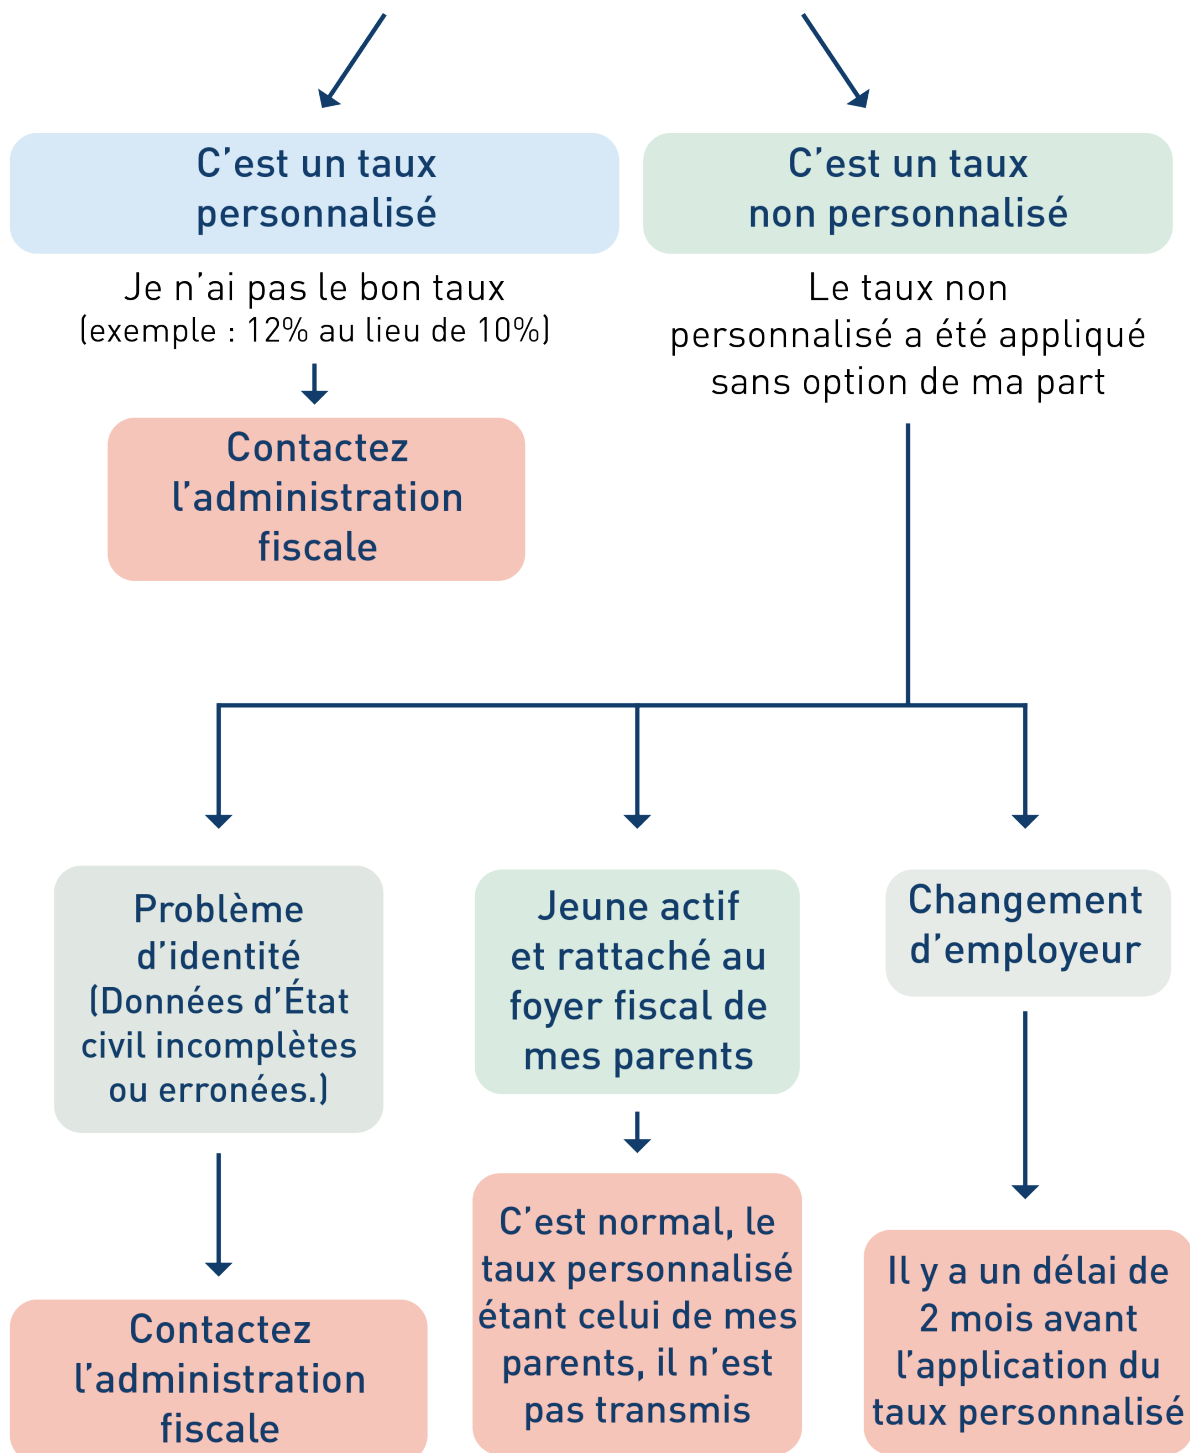 C’est un taux
personnalisé
Je n’ai pas le bon taux
(exemple : 12% au lieu de 10%)
Contactez
l’administration
fiscale
C’est un taux
non personnalisé
Le taux non
personnalisé a été appliqué
sans option de ma part
Problème
d’identité
(Données d’État
civil incomplètes
ou erronées.)
Contactez
l’administration
fiscale
Jeune actif
et rattaché au
foyer fiscal de
mes parents
C’est normal, le
taux personnalisé
étant celui de mes
parents, il n’est
pas transmis
Changement
d’employeur
Il y a un délai de
2 mois avant
l’application du
taux personnalisé